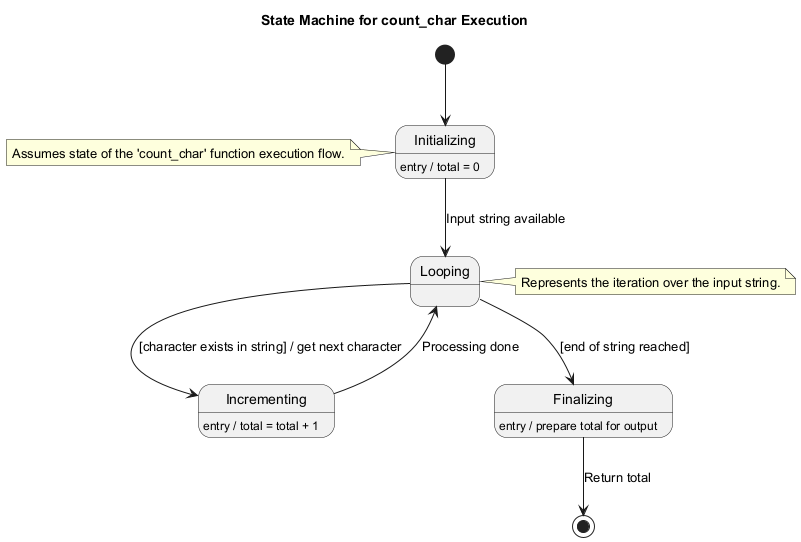 State Machine for count_char Execution
Assumes state of the 'count_char' function execution flow.
Initializing
entry / total = 0
Input string available
Looping
Represents the iteration over the input string.
[character exists in string] / get next character
Processing done
[end of string reached]
Incrementing
entry / total = total + 1
Finalizing
entry / prepare total for output
Return total